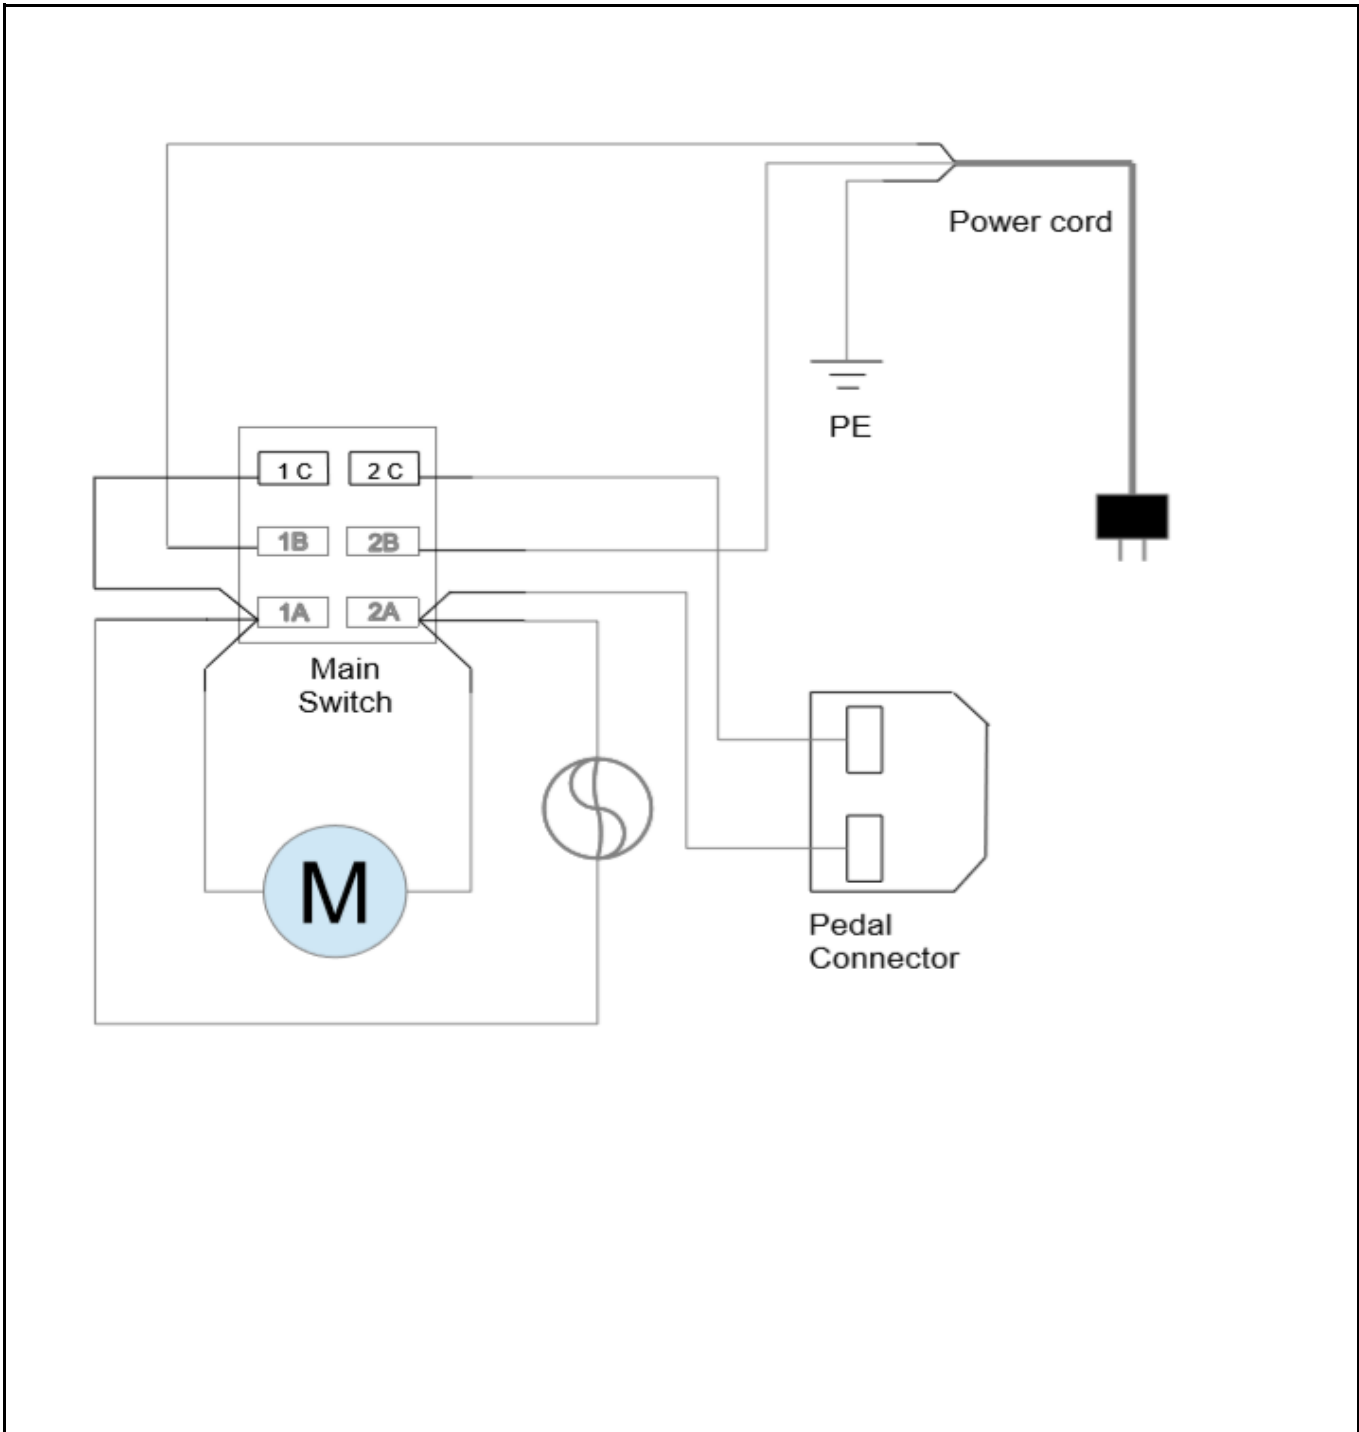 Power cord
PE
1 C 2 C
1B 2B
1A 2A
Main
Switch
M
Pedal
Connector